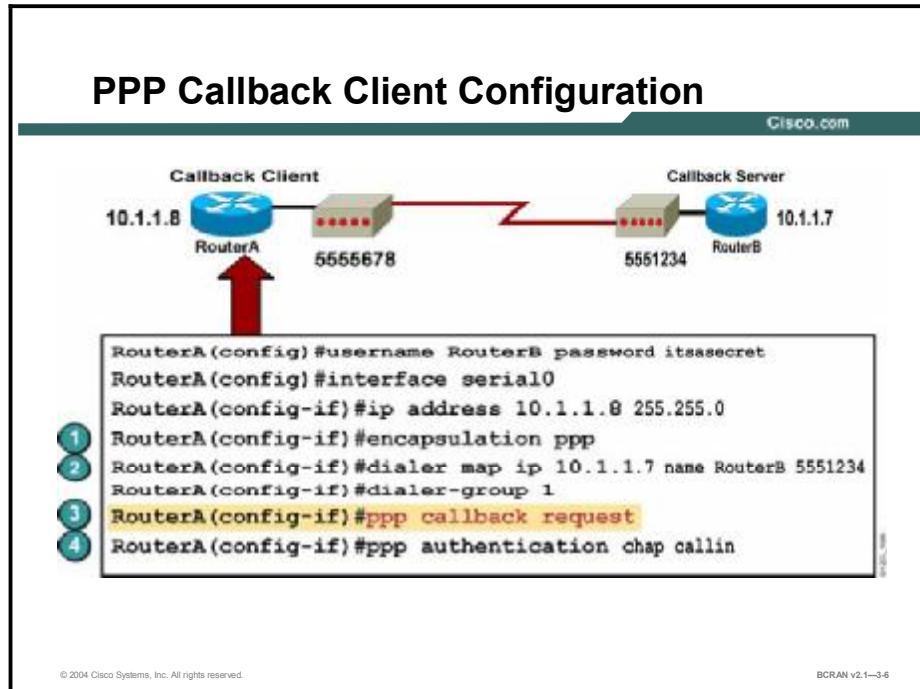 PPP Callback Client Configuration
Cisco.com
Callback Client
Callback Server
10.1.1.8
10.1.1.7
RouterA
RouterB
5555678
5551234
RouterA(config)#username RouterB password itsasecret
RouterA(config)#interface serial0
RouterA(config-if)#ip address 10.1.1.8 255.255.0
1 RouterA(config-if)#encapsulation ppp
2 RouterA(config-if)#dialer map ip 10.1.1.7 name RouterB 5551234
RouterA(config-if)#dialer-group 1
3 RouterA(config-if)#ppp callback request
4 RouterA(config-if)#ppp authentication chap callin
© 2004 Cisco Systems, Inc. All rights reserved.
BCRAN v2.1—3-6